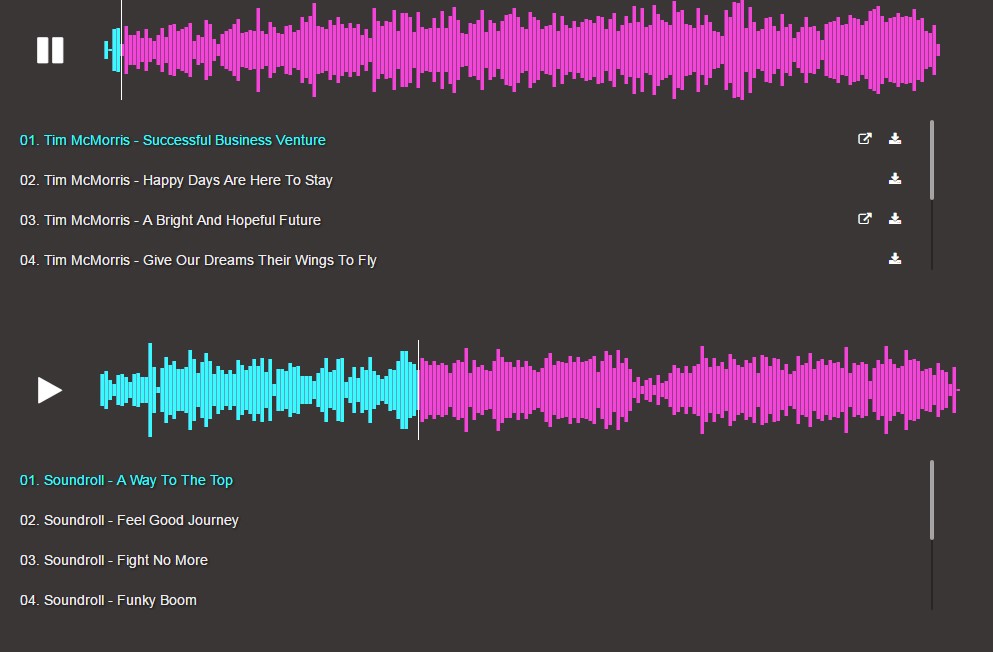 01. Tim McMorris - Successful Business Venture
02. Tim McMorris - Happy Days Are Here To Stay
03. Tim McMorris - A Bright And Hopeful Future
04. Tim McMorris - Give Our Dreams Their Wings To Fly
01. Soundroll - A Way To The Top
02. Soundroll - Feel Good Journey
03. Soundroll - Fight No More
04. Soundroll - Funky Boom